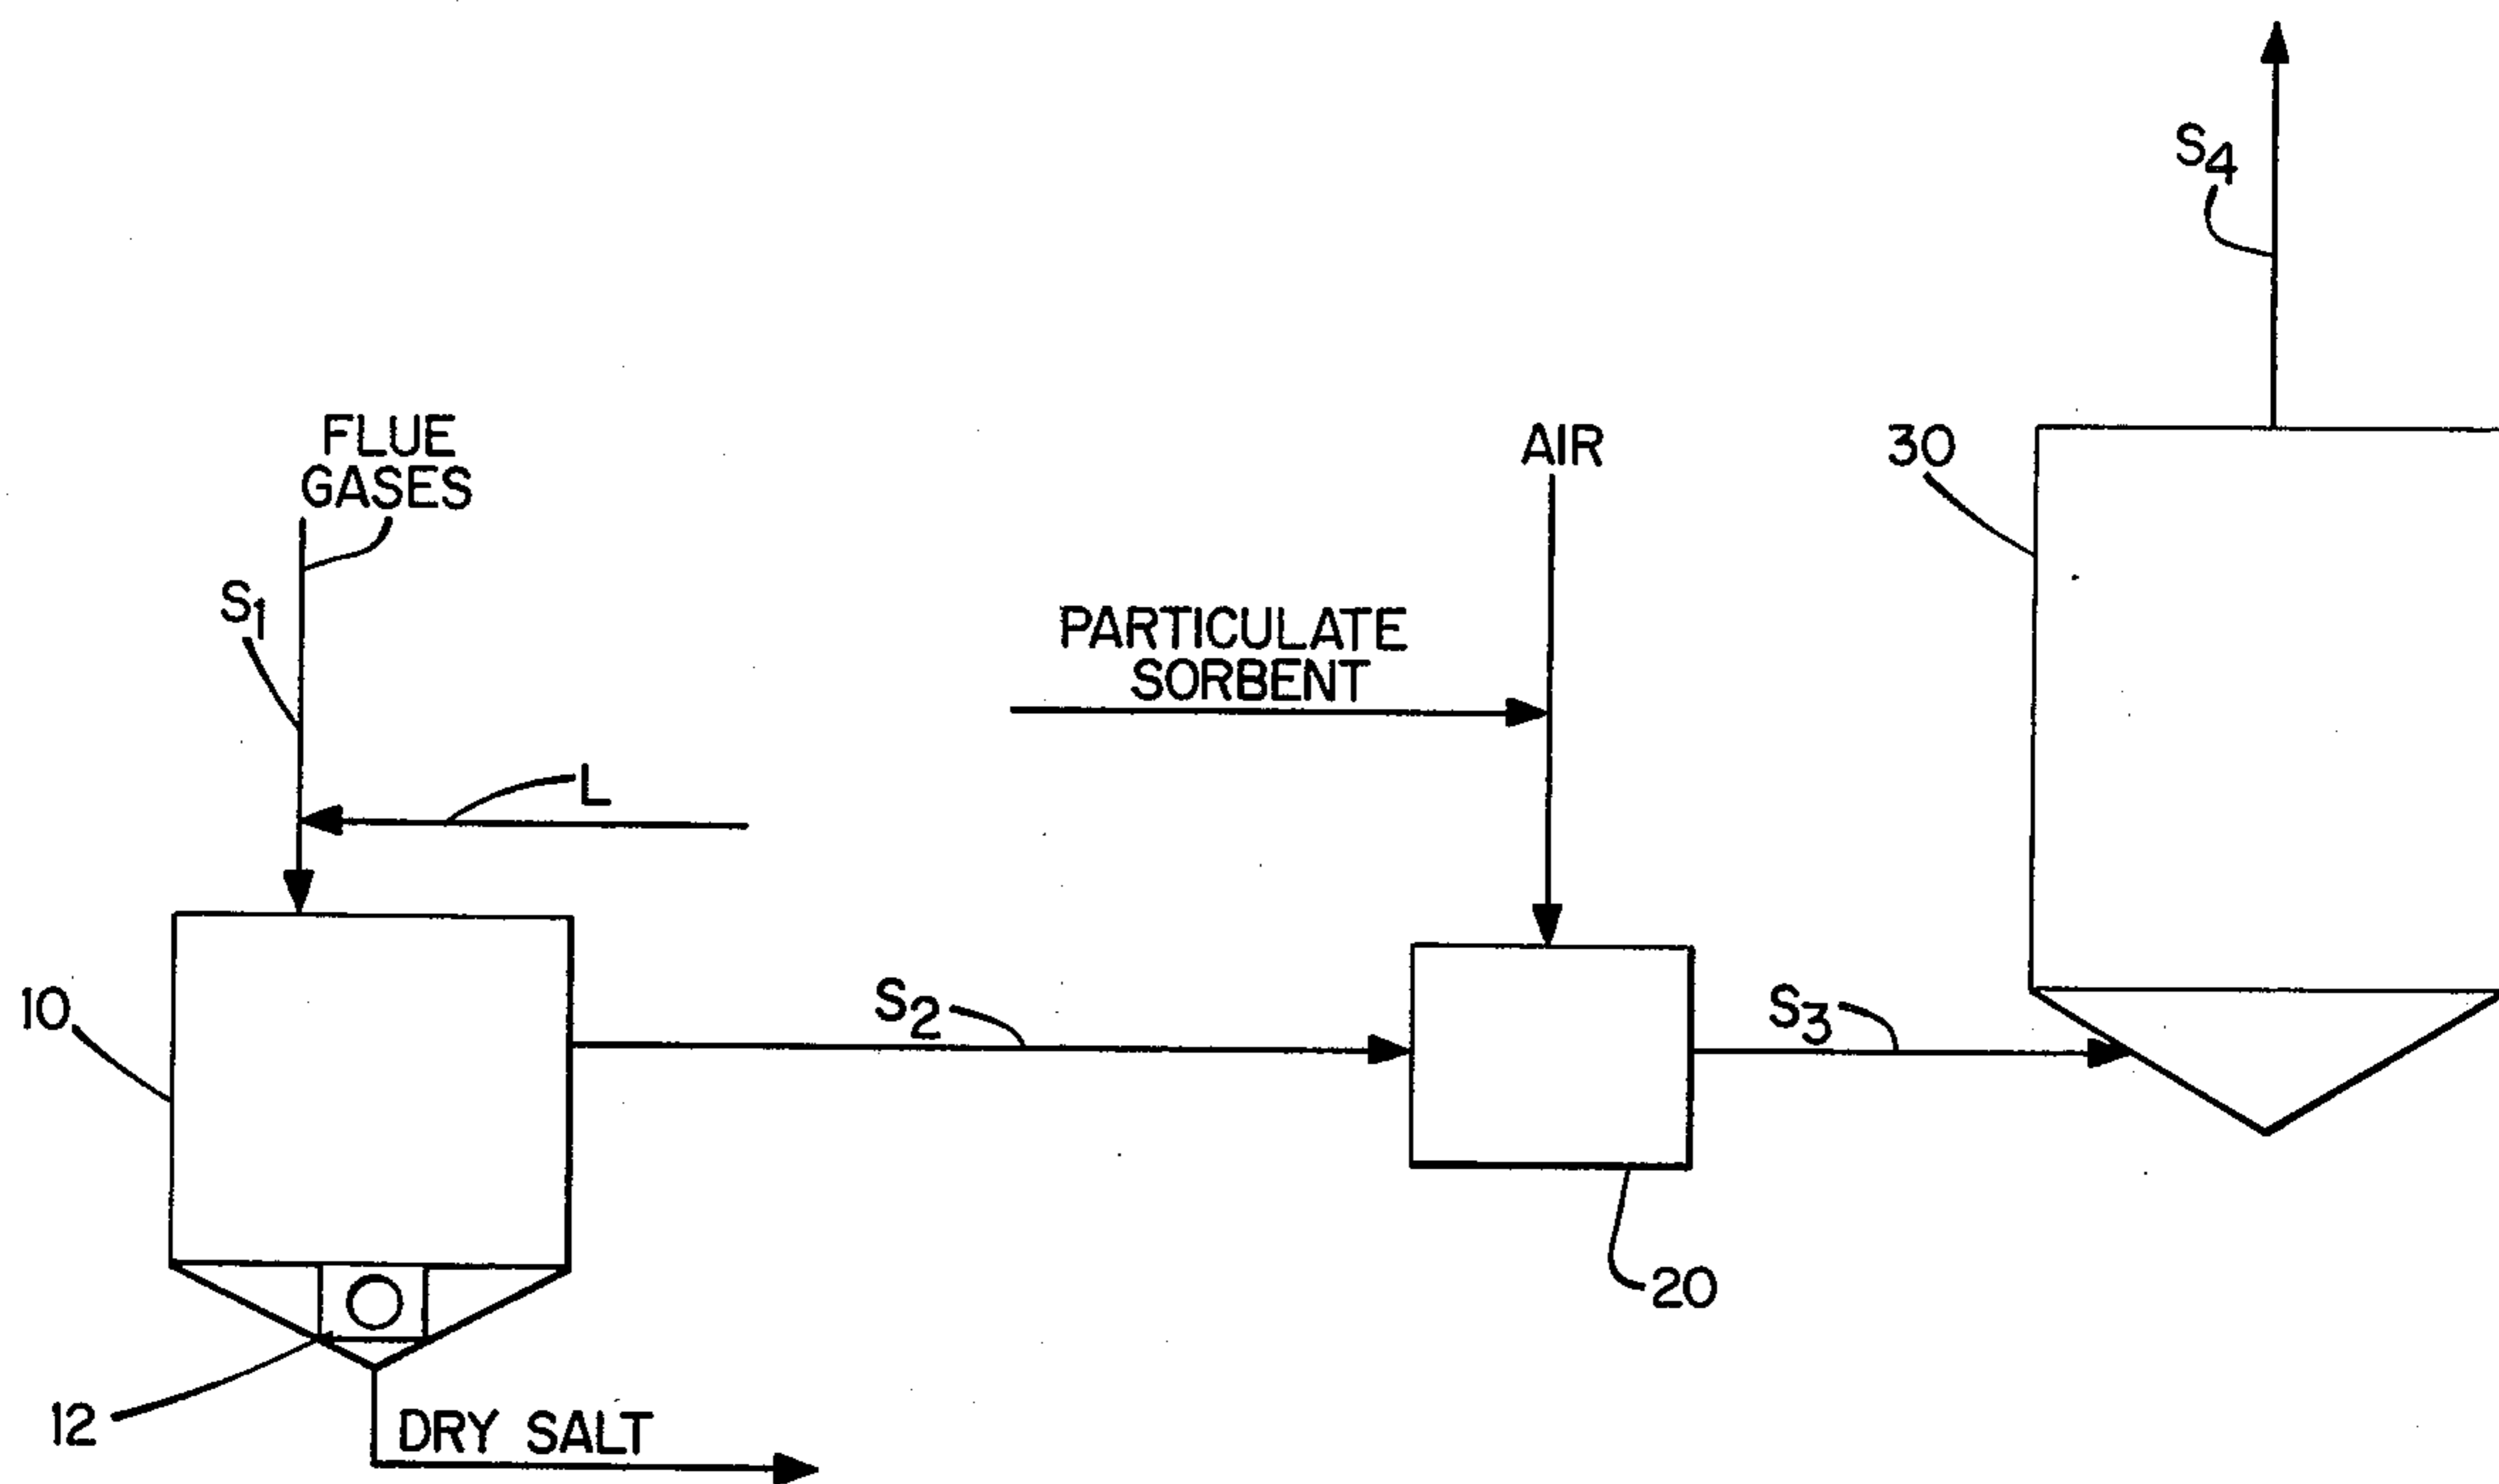 S4
FLUE
GASES
AIR
30
S1
PARTICULATE
SORBENT
L
10
S2
S3
20
12
DRY SALT